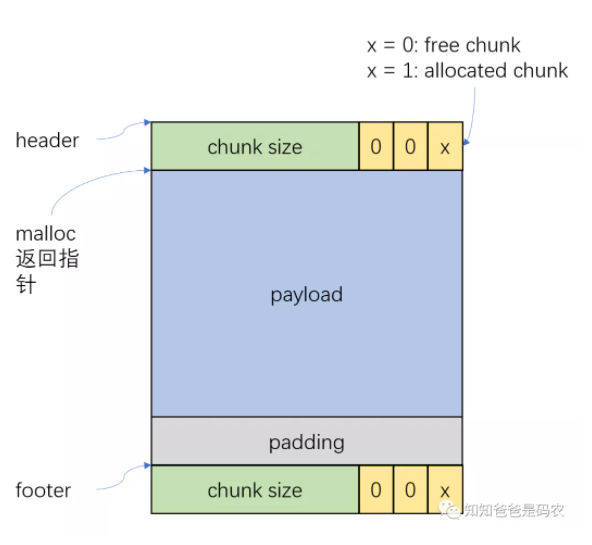 x = 0: free chunk
x = 1: allocated chunk
header
chunk size 0 0 x
malloc
返回指
针
payload
padding
footer
chunk size 0 0 x
知知爸爸是码农